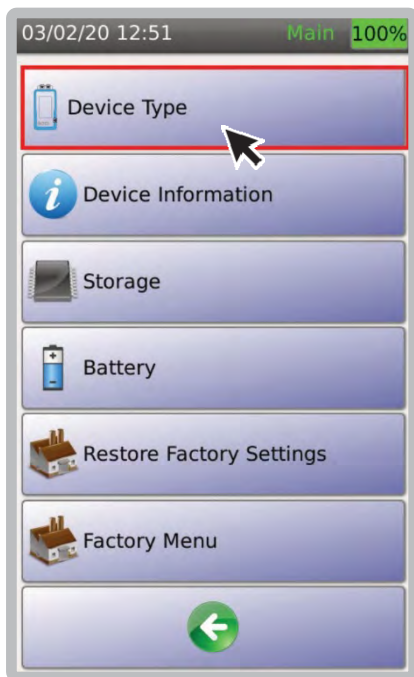 03/02/20 12:51 Main 100%
Device Type
Device Information
Storage
Battery
Restore Factory Settings
Factory Menu